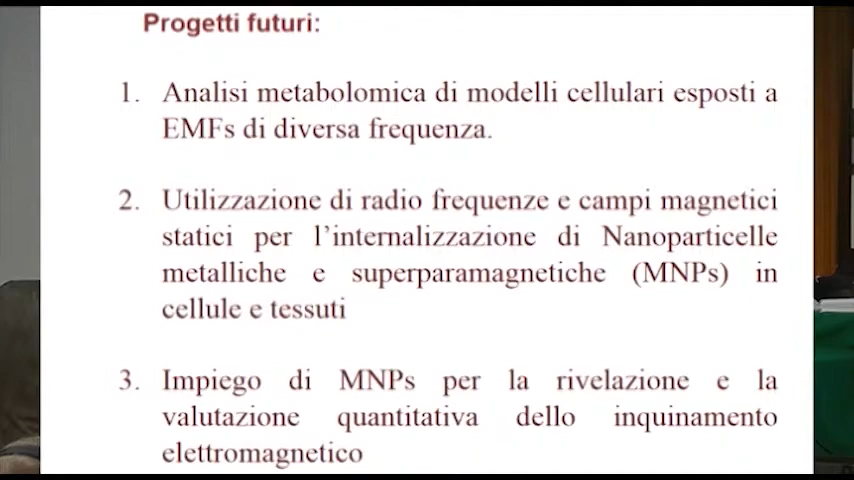 Progetti futuri:
1. Analisi metabolomica di modelli cellulari esposti a
EMFs di diversa frequenza.
2. Utilizzazione di radio frequenze e campi magnetici
statici per l’internalizzazione di Nanoparticelle
metalliche e superparamagnetiche (MNPs) in
cellule e tessuti
3. Impiego di MNPs per la rivelazione e la
valutazione quantitativa dello inquinamento
elettromagnetico